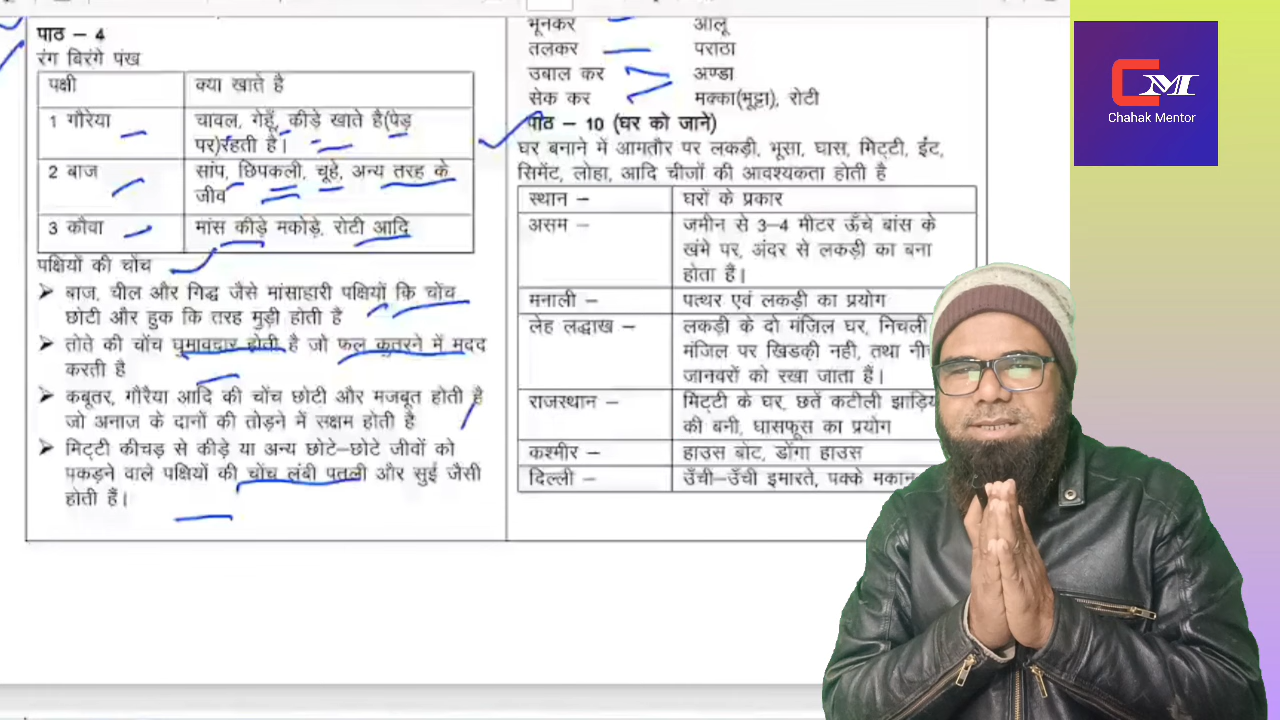 पाठ – 4
रंग बिरंगे पंख
पक्षी क्या खाते है
1 गौरेया चावल, गेहूँ, कीड़े खाते है(पेड़
पर)रहती है।
2 बाज सांप, छिपकली, चूहे, अन्य तरह के
जीव
3 कौवा मांस कीड़े मकोड़े, रोटी आदि
पक्षियों की चोंच
➤ बाज, चील और गिद्ध जैसे मांसाहारी पक्षियों कि चोंच
छोटी और हुक कि तरह मुड़ी होती है
➤ तोते की चोंच घुमावदार होती है जो फल कुतरने में मदद
करती है
➤ कबूतर, गौरैया आदि की चोंच छोटी और मजबूत होती है
जो अनाज के दानों की तोड़ने में सक्षम होती है
➤ मिट्टी कीचड़ से कीड़े या अन्य छोटे–छोटे जीवों को
पकड़ने वाले पक्षियों की चोंच लंबी पतली और सुई जैसी
होती हैं।
भूनकर आलू
तलकर पराठा
उबाल कर अण्डा
सेक कर मक्का(भूट्टा), रोटी
पाठ – 10 (घर को जाने)
घर बनाने में आमतौर पर लकड़ी, भूसा, घास, मिट्टी, ईंट,
सिमेंट, लोहा, आदि चीजों की आवश्यकता होती है
स्थान – घरों के प्रकार
असम – जमीन से 3–4 मीटर ऊँचे बांस के
खंभे पर, अंदर से लकड़ी का बना
होता हैं।
मनाली – पत्थर एवं लकड़ी का प्रयोग
लेह लद्धाख – लकड़ी के दो मंजिल घर, निचली
मंजिल पर खिडकी़ नही, तथा
जानवरों को रखा जाता हैं।
राजस्थान – मिट्टी के घर, छतें कटीली
की बनी, घासफूस का प्रयोग
कश्मीर – हाउस बोट, डोंगा हाउस
दिल्ली – उँची–उँची इमारते, पक्के मकान
CM
Chahak Mentor